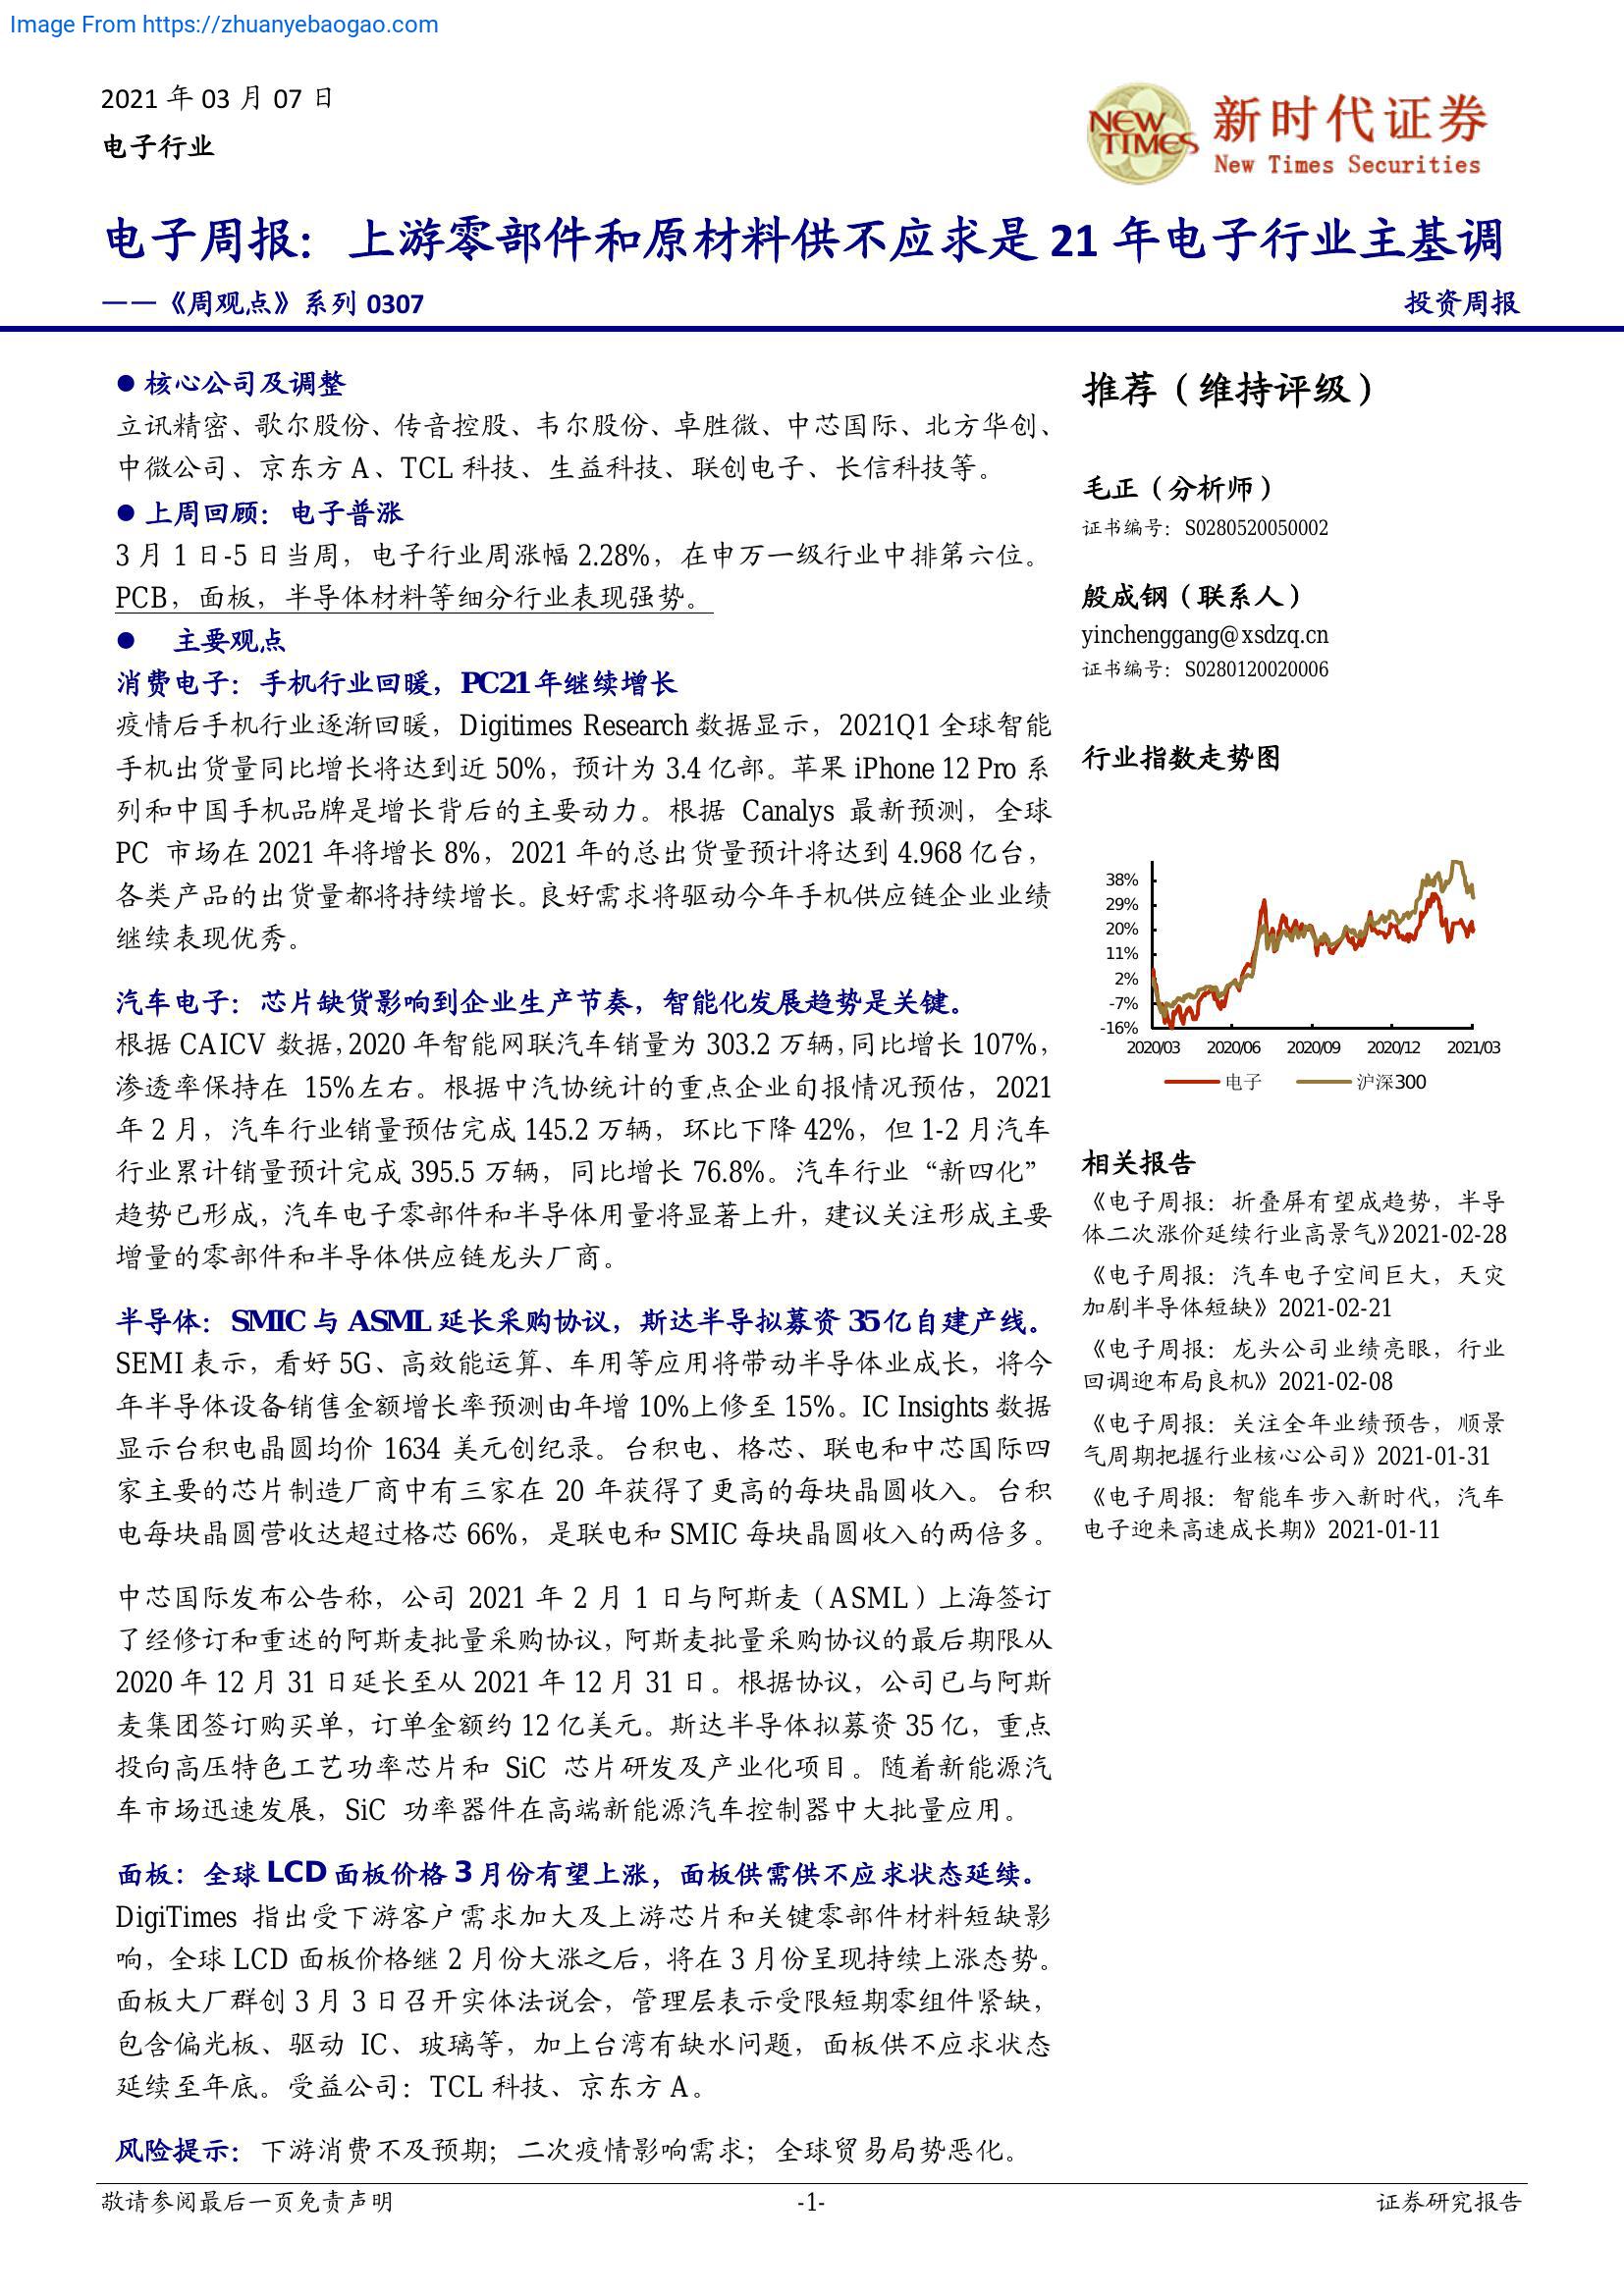 Image From https://zhuanyebaogao.com
2021 年 03 月 07 日
电子行业
NEW TIMES
新时代证券
New Times Securities
电子周报：上游零部件和原材料供不应求是 21 年电子行业主基调
——《周观点》系列 0307
投资周报
● 核心公司及调整
立讯精密、歌尔股份、传音控股、韦尔股份、卓胜微、中芯国际、北方华创、
中微公司、京东方 A、TCL 科技、生益科技、联创电子、长信科技等。
● 上周回顾：电子普涨
3 月 1 日-5 日当周，电子行业周涨幅 2.28%，在申万一级行业中排第六位。
PCB，面板，半导体材料等细分行业表现强势。
● 主要观点
消费电子：手机行业回暖，PC21 年继续增长
疫情后手机行业逐渐回暖，Digitimes Research 数据显示，2021Q1 全球智能
手机出货量同比增长将达到近 50%，预计为 3.4 亿部。苹果 iPhone 12 Pro 系
列和中国手机品牌是增长背后的主要动力。根据 Canalys 最新预测，全球
PC 市场在 2021 年将增长 8%，2021 年的总出货量预计将达到 4.968 亿台，
各类产品的出货量都将持续增长。良好需求将驱动今年手机供应链企业业绩
继续表现优秀。
汽车电子：芯片缺货影响到企业生产节奏，智能化发展趋势是关键。
根据 CAICV 数据，2020 年智能网联汽车销量为 303.2 万辆，同比增长 107%，
渗透率保持在 15%左右。根据中汽协统计的重点企业旬报情况预估，2021
年 2 月，汽车行业销量预估完成 145.2 万辆，环比下降 42%，但 1-2 月汽车
行业累计销量预计完成 395.5 万辆，同比增长 76.8%。汽车行业“新四化”
趋势已形成，汽车电子零部件和半导体用量将显著上升，建议关注形成主要
增量的零部件和半导体供应链龙头厂商。
半导体：SMIC 与 ASML 延长采购协议，斯达半导拟募资 35 亿自建产线。
SEMI 表示，看好 5G、高效能运算、车用等应用将带动半导体业成长，将今
年半导体设备销售金额增长率预测由年增 10%上修至 15%。IC Insights 数据
显示台积电晶圆均价 1634 美元创纪录。台积电、格芯、联电和中芯国际四
家主要的芯片制造厂商中有三家在 20 年获得了更高的每块晶圆收入。台积
电每块晶圆营收达超过格芯 66%，是联电和 SMIC 每块晶圆收入的两倍多。
中芯国际发布公告称，公司 2021 年 2 月 1 日与阿斯麦（ASML）上海签订
了经修订和重述的阿斯麦批量采购协议，阿斯麦批量采购协议的最后期限从
2020 年 12 月 31 日延长至从 2021 年 12 月 31 日。根据协议，公司已与阿斯
麦集团签订购买单，订单金额约 12 亿美元。斯达半导体拟募资 35 亿，重点
投向高压特色工艺功率芯片和 SiC 芯片研发及产业化项目。随着新能源汽
车市场迅速发展，SiC 功率器件在高端新能源汽车控制器中大批量应用。
面板：全球 LCD 面板价格 3 月份有望上涨，面板供需供不应求状态延续。
DigiTimes 指出受下游客户需求加大及上游芯片和关键零部件材料短缺影
响，全球 LCD 面板价格继 2 月份大涨之后，将在 3 月份呈现持续上涨态势。
面板大厂群创 3 月 3 日召开实体法说会，管理层表示受限短期零组件紧缺，
包含偏光板、驱动 IC、玻璃等，加上台湾有缺水问题，面板供不应求状态
延续至年底。受益公司：TCL 科技、京东方 A。
风险提示：下游消费不及预期；二次疫情影响需求；全球贸易局势恶化。
推荐（维持评级）
毛正（分析师）
证书编号：S0280520050002
殷成钢（联系人）
yinchenggang@xsdzq.cn
证书编号：S0280120020006
行业指数走势图
38%
29%
20%
11%
2%
-7%
-16%
2020/03 2020/06 2020/09 2020/12 2021/03
电子 沪深300
相关报告
《电子周报：折叠屏有望成趋势，半导
体二次涨价延续行业高景气》2021-02-28
《电子周报：汽车电子空间巨大，天灾
加剧半导体短缺》2021-02-21
《电子周报：龙头公司业绩亮眼，行业
回调迎布局良机》2021-02-08
《电子周报：关注全年业绩预告，顺景
气周期把握行业核心公司》2021-01-31
《电子周报：智能车步入新时代，汽车
电子迎来高速成长期》2021-01-11
敬请参阅最后一页免责声明
-1-
证券研究报告